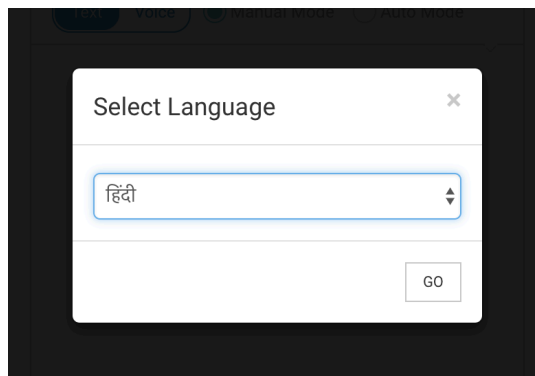 Text Voice Manual Mode Auto Mode
Select Language
×
हिंदी
GO